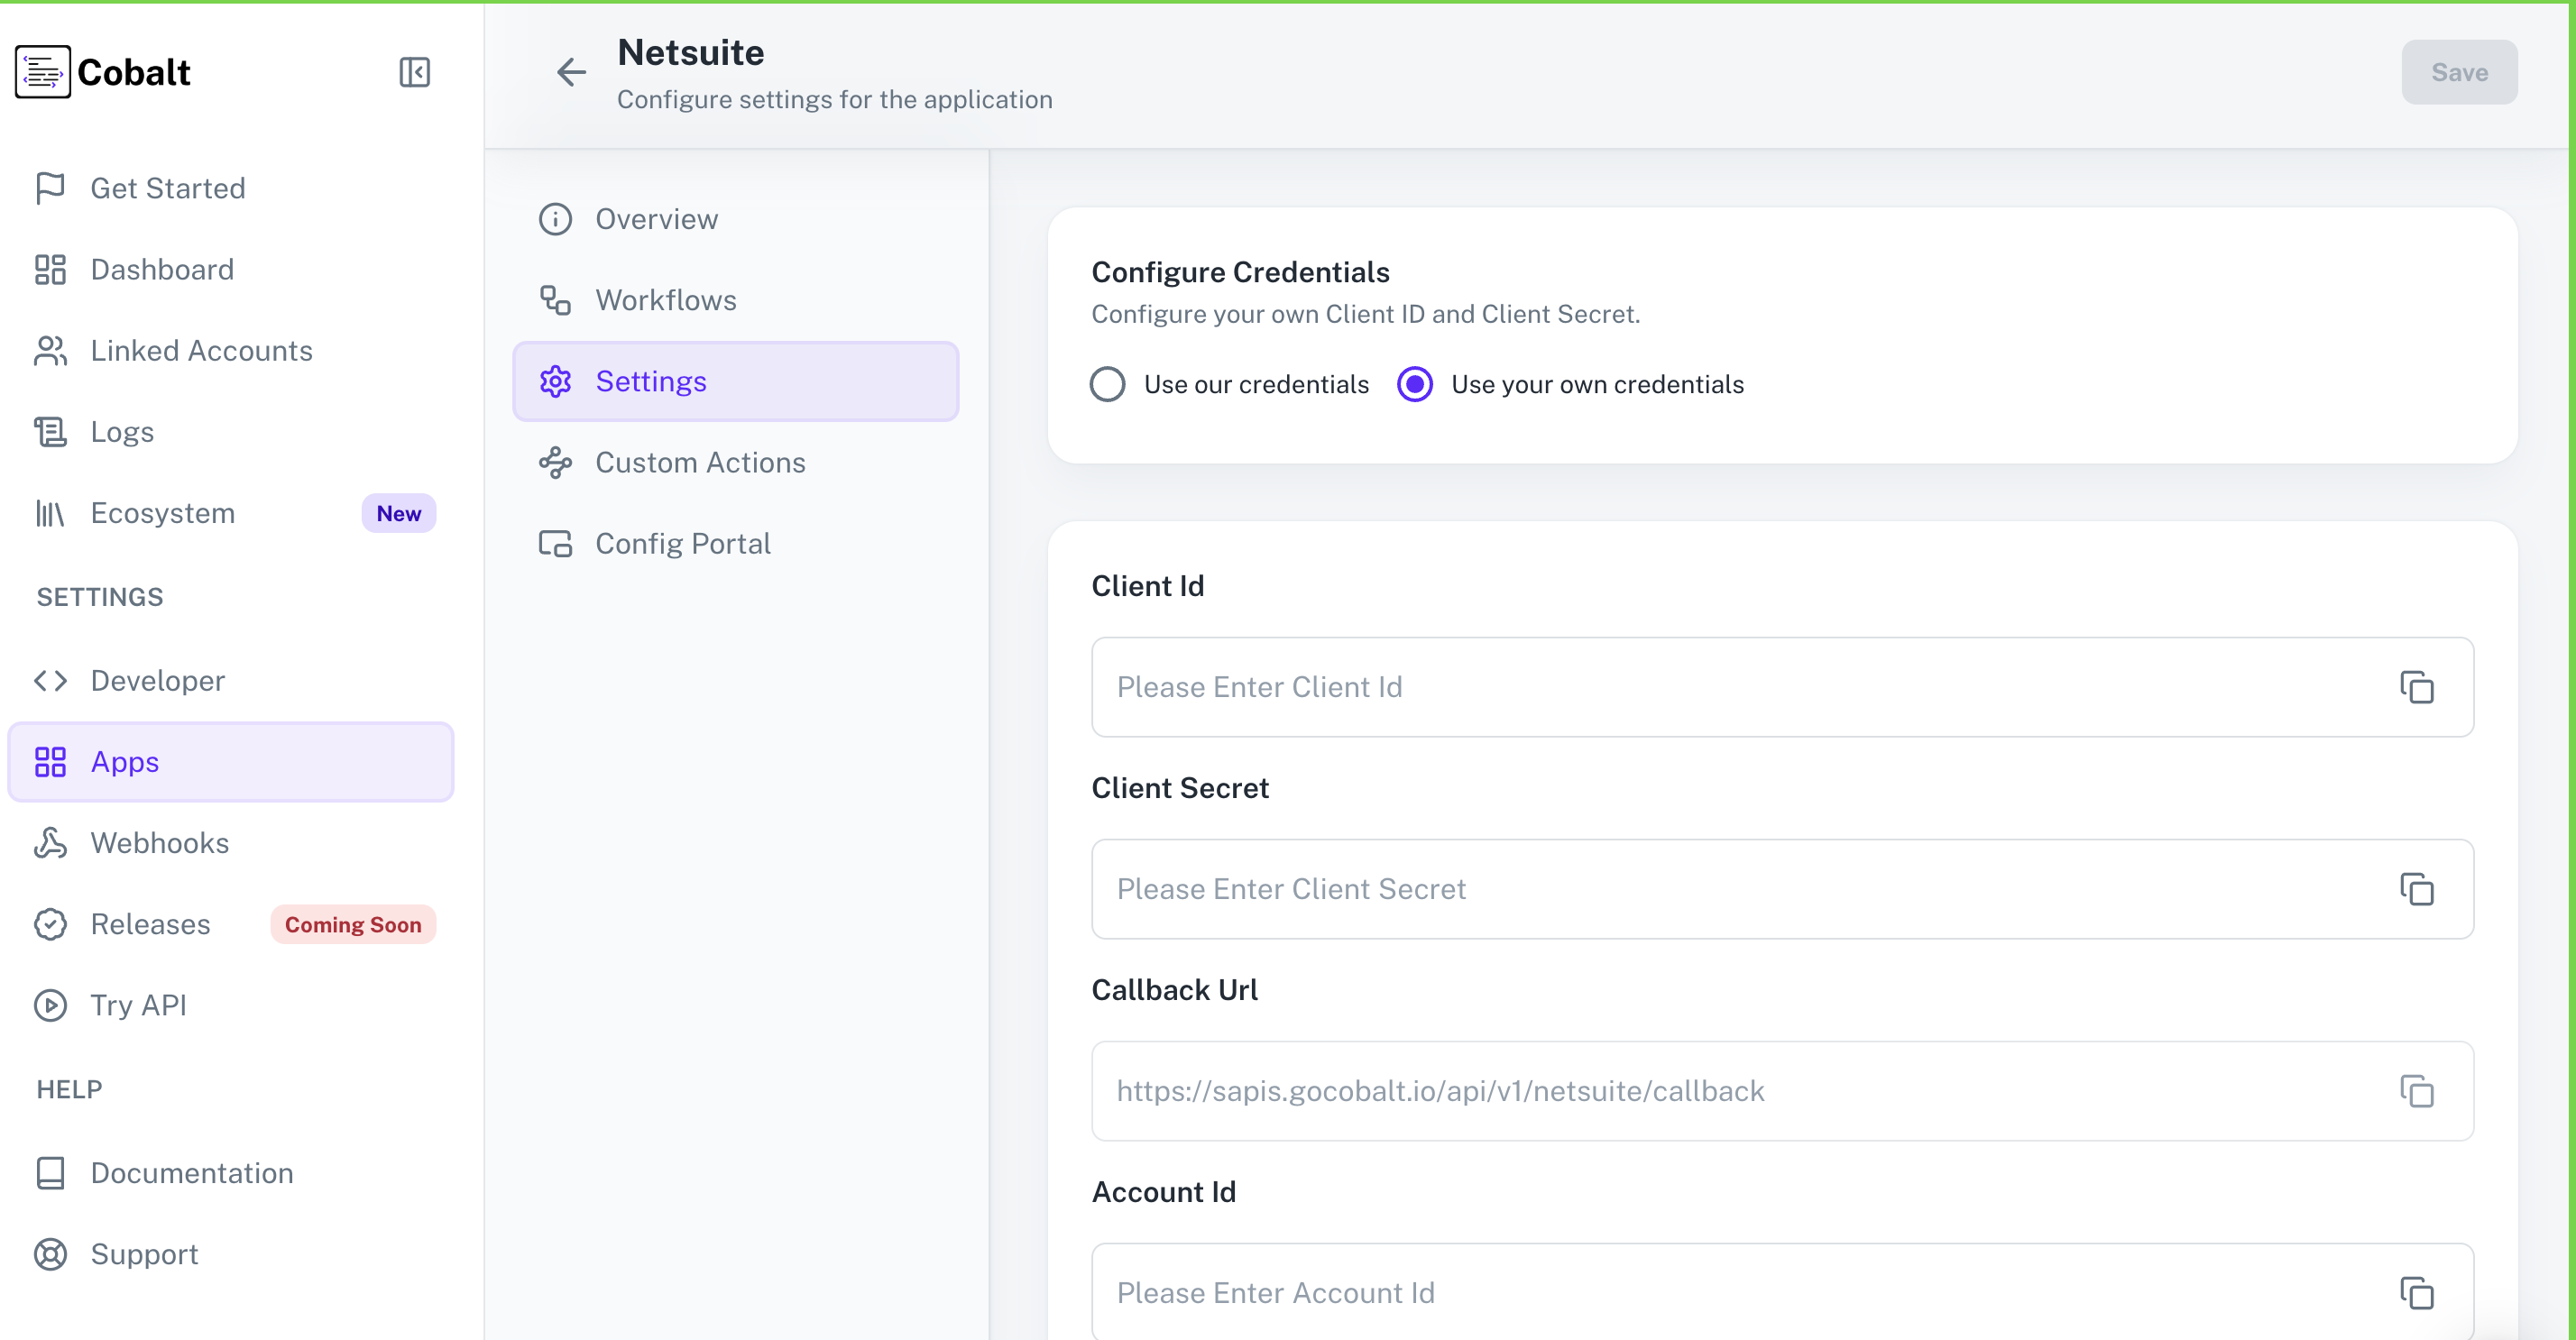 Cobalt
Get Started
Dashboard
Linked Accounts
Logs
Ecosystem New
SETTINGS
Developer
Apps
Webhooks
Releases Coming Soon
Try API
HELP
Documentation
Support
Netsuite
Configure settings for the application
Save
Overview
Workflows
Settings
Custom Actions
Config Portal
Configure Credentials
Configure your own Client ID and Client Secret.
Use our credentials Use your own credentials
Client Id
Please Enter Client Id
Client Secret
Please Enter Client Secret
Callback Url
https://sapis.gocobalt.io/api/v1/netsuite/callback
Account Id
Please Enter Account Id